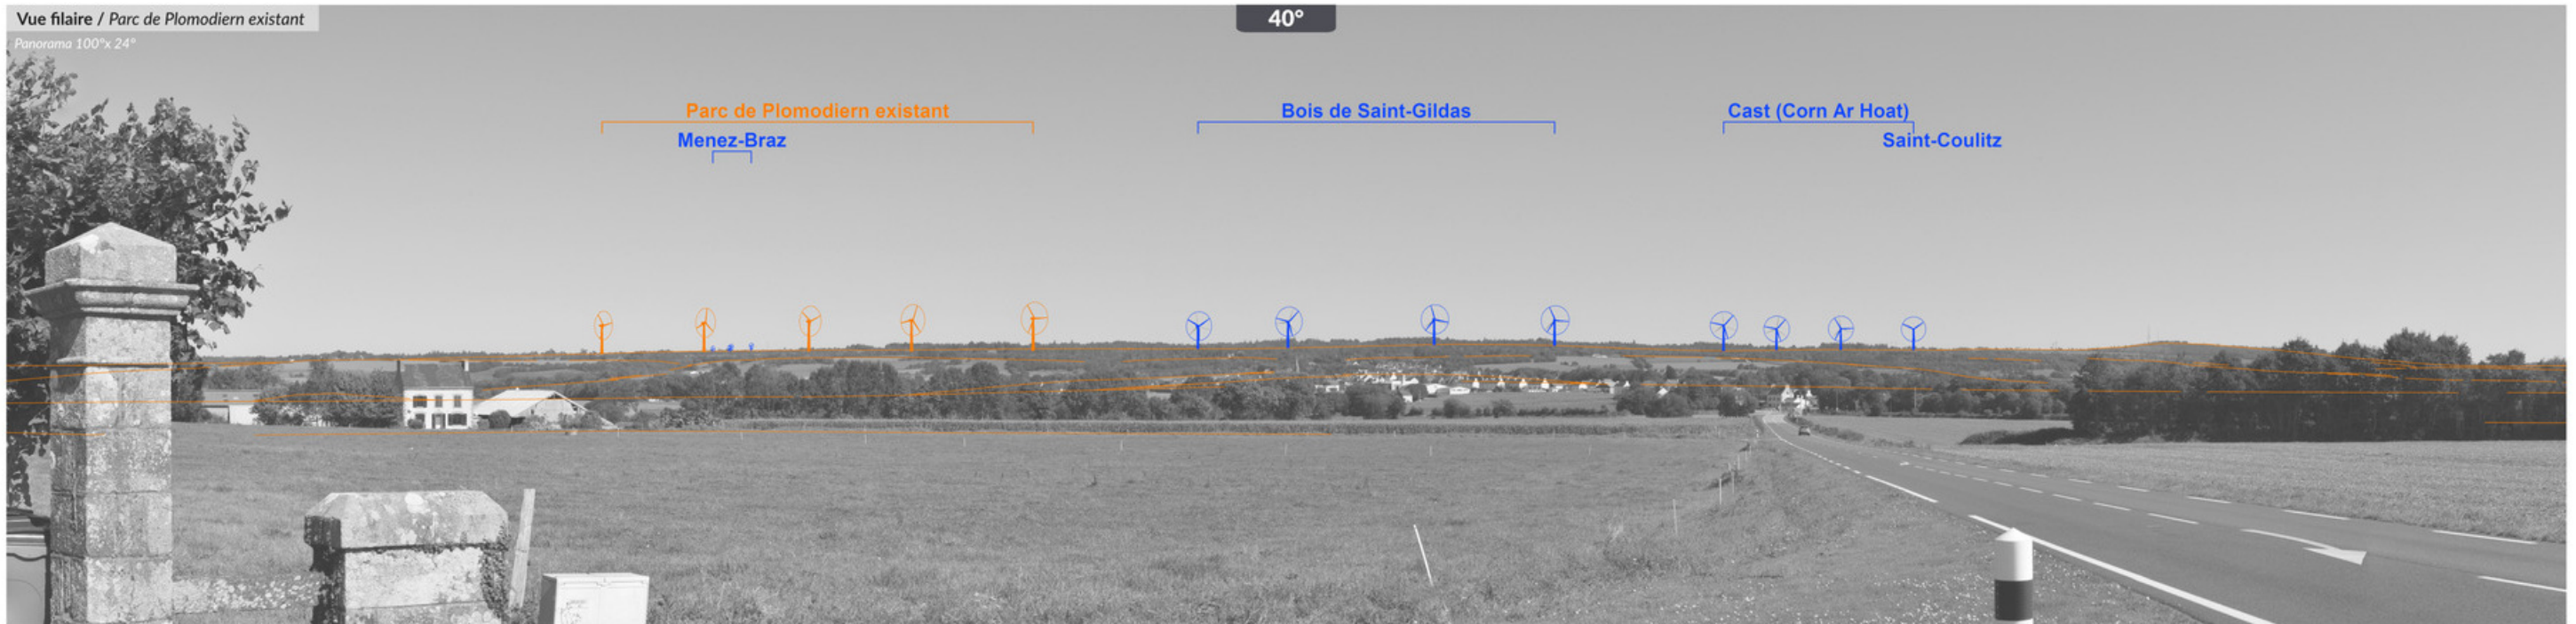 Vue filaire / Parc de Plomodiern existant
40°
Panorama 100°x 24°
Parc de Plomodiern existant
Bois de Saint-Gildas
Cast (Corn Ar Hoat)
Menez-Braz
Saint-Coulitz